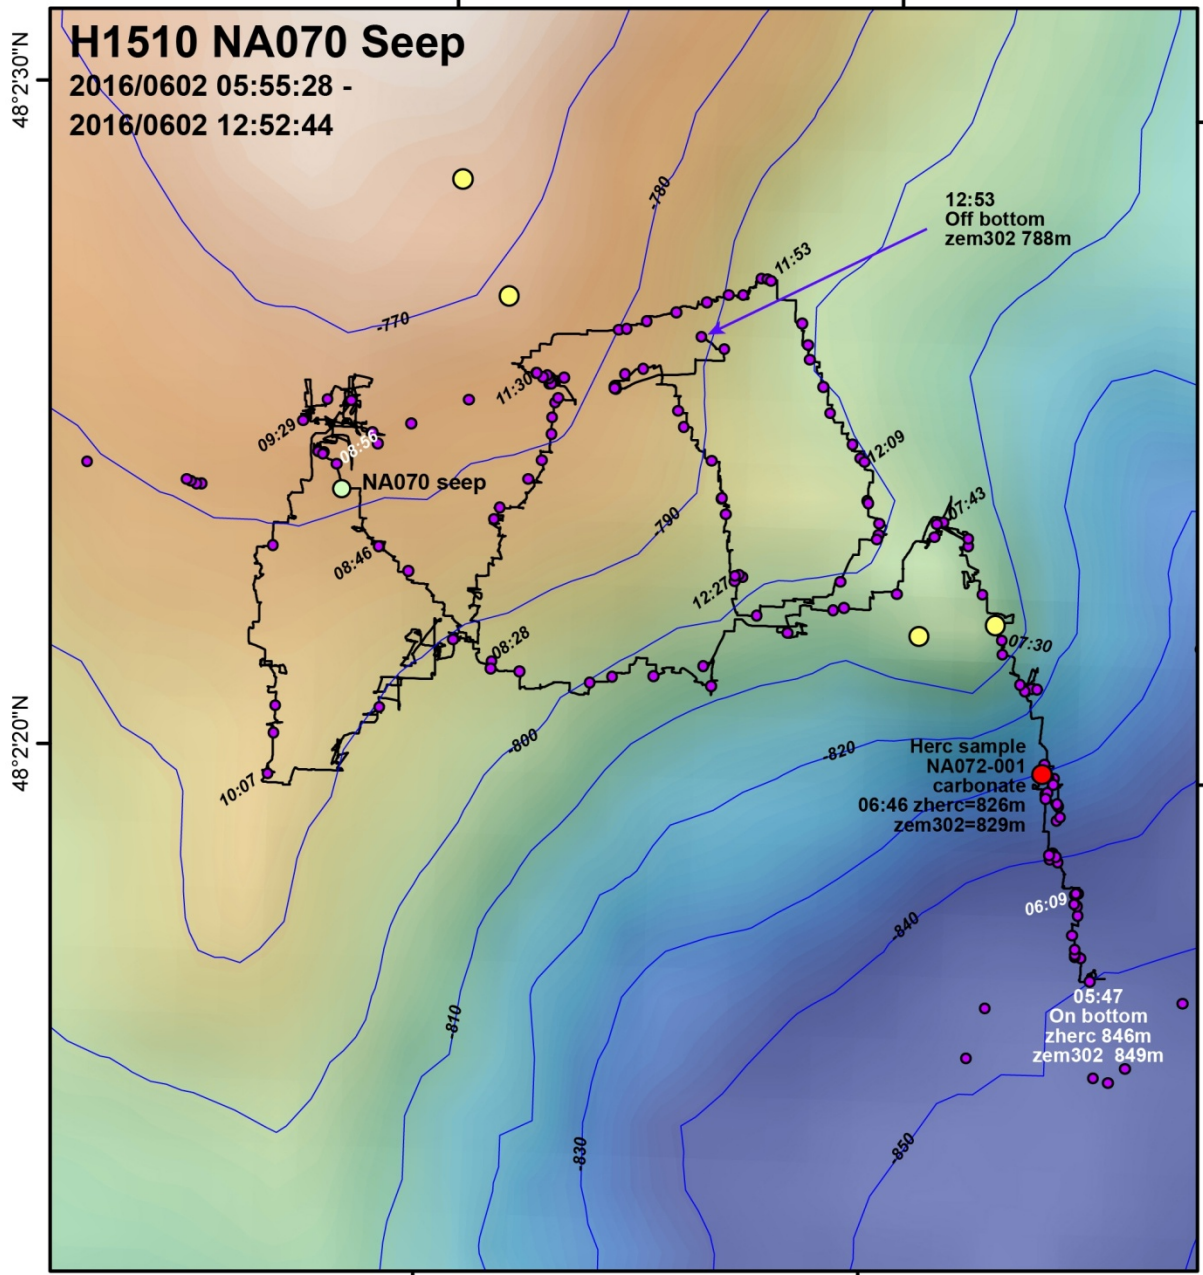 H1510 NA070 Seep
2016/0602 05:55:28 -
2016/0602 12:52:44
48°2'30"N
48°2'20"N
12:53
Off bottom
zem302 788m
-780
-770
11:53
11:30
09:29
08:56
NA070 seep
12:09
07:43
-790
08:46
12:27
08:28
07:30
-800
-820
10:07
Herc sample
NA072-001
carbonate
06:46 zherc=826m
zem302=829m
06:09
-840
05:47
On bottom
zherc 846m
zem302 849m
-810
-830
-850